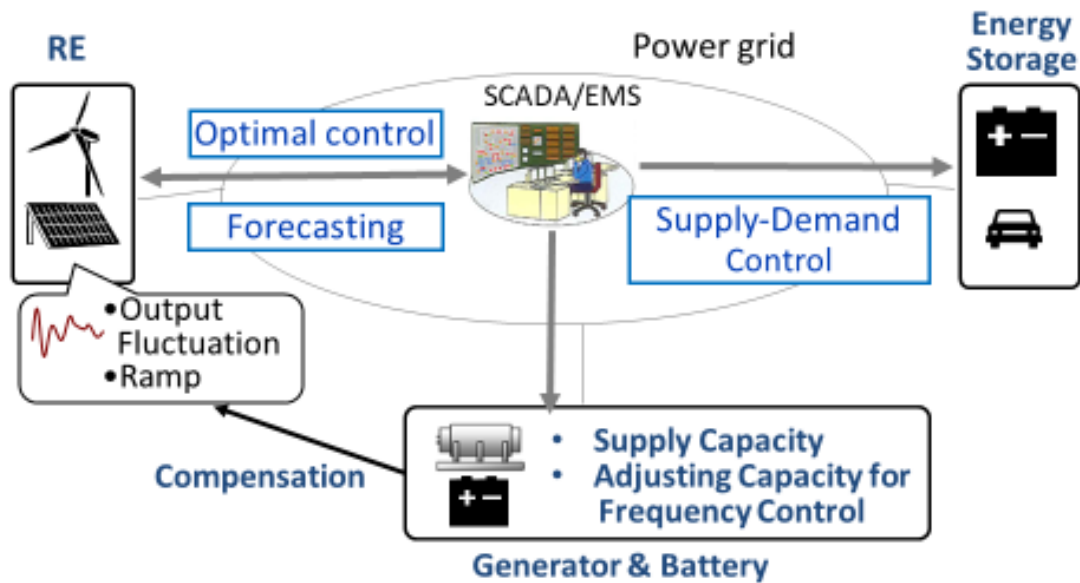 RE
Power grid
Energy
Storage
SCADA/EMS
Optimal control
Forecasting
Supply-Demand
Control
•Output
Fluctuation
•Ramp
Compensation
• Supply Capacity
• Adjusting Capacity for
Frequency Control
Generator & Battery